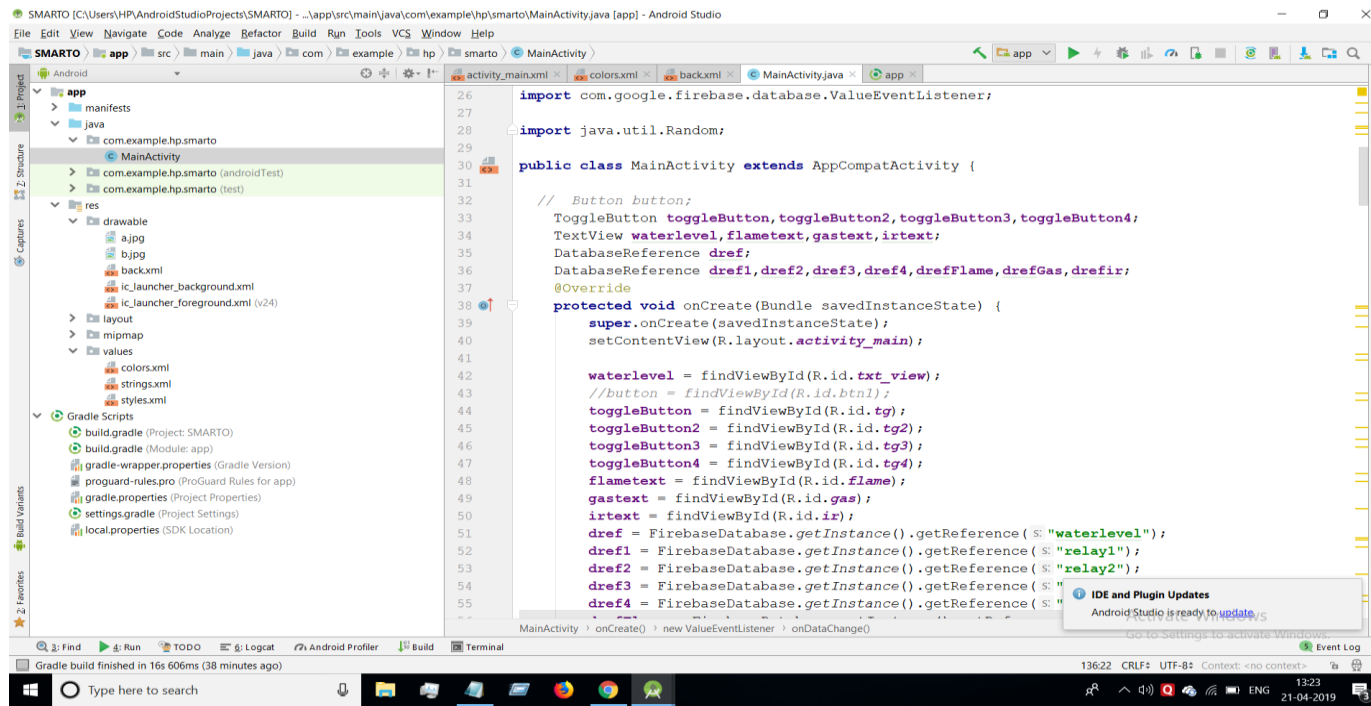 SMARTO [C:\Users\HP\AndroidStudioProjects\SMARTO] - ...\app\src\main\java\com\example\hp\smarto\MainActivity.java [app] - Android Studio
File Edit View Navigate Code Analyze Refactor Build Run Tools VCS Window Help
SMARTO app src main java com example hp smarto MainActivity
app
Android
activity_main.xml colors.xml back.xml MainActivity.java app
1: Project
Z: Structure
Captures
Build Variants
2: Favorites
app
manifests
java
com.example.hp.smarto
MainActivity
com.example.hp.smarto (androidTest)
com.example.hp.smarto (test)
res
drawable
a.jpg
b.jpg
back.xml
ic_launcher_background.xml
ic_launcher_foreground.xml (v24)
layout
mipmap
values
colors.xml
strings.xml
styles.xml
Gradle Scripts
build.gradle (Project: SMARTO)
build.gradle (Module: app)
gradle-wrapper.properties (Gradle Version)
proguard-rules.pro (ProGuard Rules for app)
gradle.properties (Project Properties)
settings.gradle (Project Settings)
local.properties (SDK Location)
26 import com.google.firebase.database.ValueEventListener;
27
28 import java.util.Random;
29
30 public class MainActivity extends AppCompatActivity {
31
32 // Button button;
33 ToggleButton toggleButton,toggleButton2,toggleButton3,toggleButton4;
34 TextView waterlevel,flametext,gastext,irtext;
35 DatabaseReference dref;
36 DatabaseReference dref1,dref2,dref3,dref4,drefFlame,drefGas,drefir;
37 @Override
38 protected void onCreate(Bundle savedInstanceState) {
39 super.onCreate(savedInstanceState);
40 setContentView(R.layout.activity_main);
41
42 waterlevel = findViewById(R.id.txt_view);
43 //button = findViewById(R.id.btn1);
44 toggleButton = findViewById(R.id.tg);
45 toggleButton2 = findViewById(R.id.tg2);
46 toggleButton3 = findViewById(R.id.tg3);
47 toggleButton4 = findViewById(R.id.tg4);
48 flametext = findViewById(R.id.flame);
49 gastext = findViewById(R.id.gas);
50 irtext = findViewById(R.id.ir);
51 dref = FirebaseDatabase.getInstance().getReference( s: "waterlevel");
52 dref1 = FirebaseDatabase.getInstance().getReference( s: "relay1");
53 dref2 = FirebaseDatabase.getInstance().getReference( s: "relay2");
54 dref3 = FirebaseDatabase.getInstance().getReference( s: "
55 dref4 = FirebaseDatabase.getInstance().getReference( s: "
MainActivity > onCreate() > new ValueEventListener > onDataChange()
IDE and Plugin Updates
Android Studio is ready to update.
Activate Windows
Go to Settings to activate Windows.
3: Find 4: Run TODO 6: Logcat Android Profiler Build Terminal 5 Event Log
Gradle build finished in 16s 606ms (38 minutes ago) 136:22 CRLF UTF-8 Context: <no context>
Type here to search ENG 13:23
21-04-2019
3